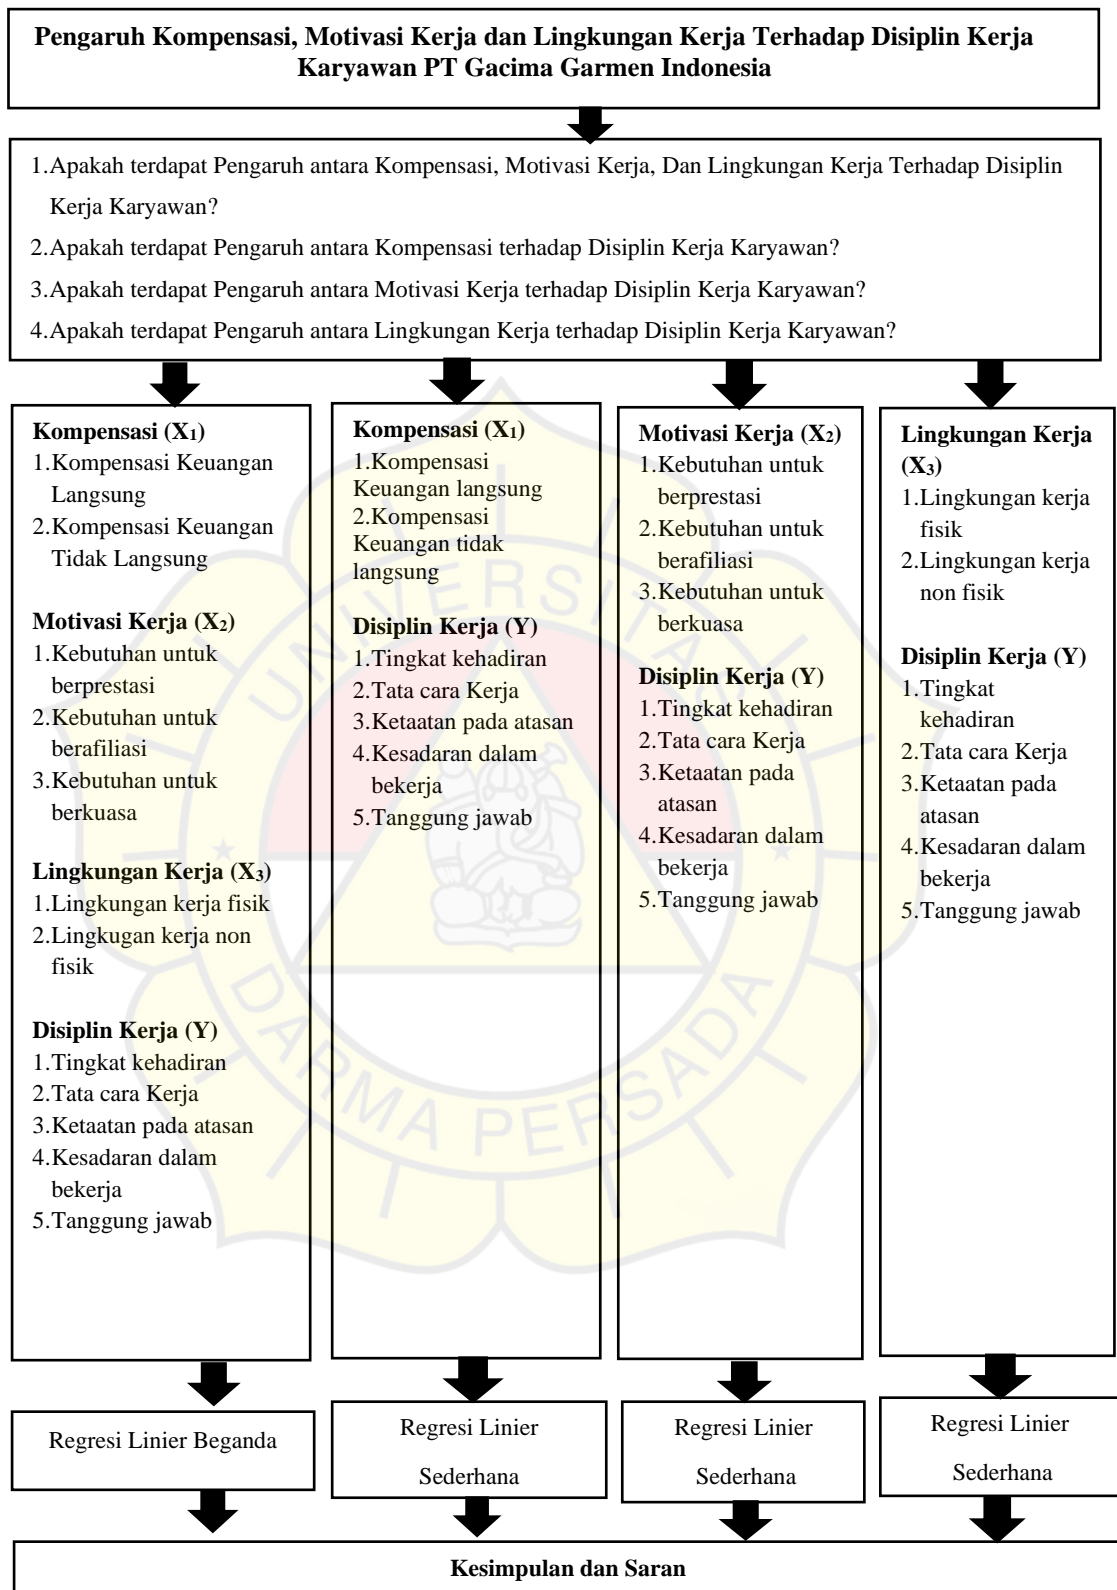 Pengaruh Kompensasi, Motivasi Kerja dan Lingkungan Kerja Terhadap Disiplin Kerja
Karyawan PT Gacima Garmen Indonesia
1.Apakah terdapat Pengaruh antara Kompensasi, Motivasi Kerja, Dan Lingkungan Kerja Terhadap Disiplin
Kerja Karyawan?
2.Apakah terdapat Pengaruh antara Kompensasi terhadap Disiplin Kerja Karyawan?
3.Apakah terdapat Pengaruh antara Motivasi Kerja terhadap Disiplin Kerja Karyawan?
4.Apakah terdapat Pengaruh antara Lingkungan Kerja terhadap Disiplin Kerja Karyawan?
Kompensasi (X1)
1.Kompensasi Keuangan
Langsung
2.Kompensasi Keuangan
Tidak Langsung
Motivasi Kerja (X2)
1.Kebutuhan untuk
berprestasi
2.Kebutuhan untuk
berafiliasi
3.Kebutuhan untuk
berkuasa
Lingkungan Kerja (X3)
1.Lingkungan kerja fisik
2.Lingkugan kerja non
fisik
Disiplin Kerja (Y)
1.Tingkat kehadiran
2.Tata cara Kerja
3.Ketaatan pada atasan
4.Kesadaran dalam
bekerja
5.Tanggung jawab
Kompensasi (X1)
1.Kompensasi
Keuangan langsung
2.Kompensasi
Keuangan tidak
langsung
Disiplin Kerja (Y)
1.Tingkat kehadiran
2.Tata cara Kerja
3.Ketaatan pada atasan
4.Kesadaran dalam
bekerja
5.Tanggung jawab
Motivasi Kerja (X2)
1.Kebutuhan untuk
berprestasi
2.Kebutuhan untuk
berafiliasi
3.Kebutuhan untuk
berkuasa
Disiplin Kerja (Y)
1.Tingkat kehadiran
2.Tata cara Kerja
3.Ketaatan pada
atasan
4.Kesadaran dalam
bekerja
5.Tanggung jawab
Lingkungan Kerja
(X3)
1.Lingkungan kerja
fisik
2.Lingkungan kerja
non fisik
Disiplin Kerja (Y)
1.Tingkat
kehadiran
2.Tata cara Kerja
3.Ketaatan pada
atasan
4.Kesadaran dalam
bekerja
5.Tanggung jawab
UNIVERSITAS
DARMA PERSADA
Regresi Linier Beganda
Regresi Linier
Sederhana
Regresi Linier
Sederhana
Regresi Linier
Sederhana
Kesimpulan dan Saran